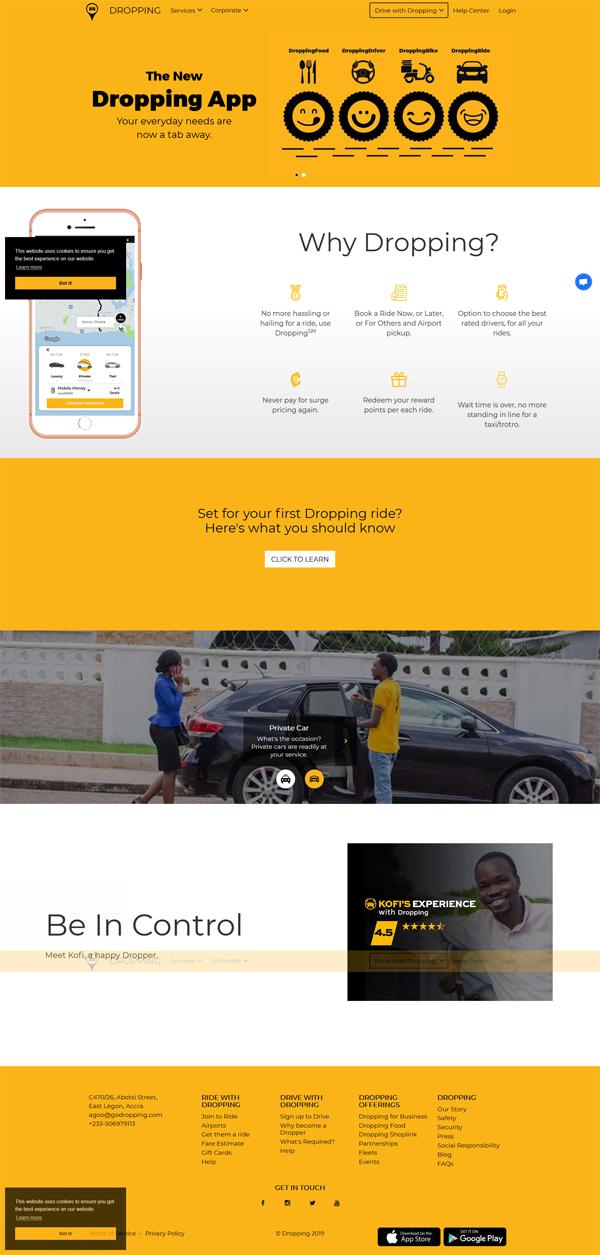 DROPPING
Services
Corporate
Drive with Dropping
Help Center
Login
The New
Dropping App
Your everyday needs are
now a tab away.
DroppingFood
DroppingDriver
DroppingBike
DroppingRide
This website uses cookies to ensure you get
the best experience on our website.
Learn more
Got it!
Accra, Ghana
Google
Luxury
Private
Taxi
Mobile Money
Seats
CONFIRM DROPPING
Why Dropping?
No more hassling or
hailing for a ride, use
DroppingSM
Book a Ride Now, or Later,
or For Others and Airport
pickup.
Option to choose the best
rated drivers, for all your
rides.
Never pay for surge
pricing again.
Redeem your reward
points per each ride.
Wait time is over, no more
standing in line for a
taxi/trotro.
Set for your first Dropping ride?
Here's what you should know
CLICK TO LEARN
Private Car
What's the occasion?
Private cars are readily at
your service.
Be In Control
Meet Kofi, a happy Dropper.
KOFI'S EXPERIENCE
with Dropping
4.5
DROPPING
Services
Corporate
Drive with Dropping
Help Center
Login
C470/26, Abotsi Street,
East Legon, Accra.
agoo@godropping.com
+233-506979113
RIDE WITH
DROPPING
Join to Ride
Airports
Get them a ride
Fare Estimate
Gift Cards
Help
DRIVE WITH
DROPPING
Sign up to Drive
Why become a
Dropper
What's Required?
Help
DROPPING
OFFERINGS
Dropping for Business
Dropping Food
Dropping Shoplink
Partnerships
Fleets
Events
DROPPING
Our Story
Safety
Security
Press
Social Responsibility
Blog
FAQs
GET IN TOUCH
This website uses cookies to ensure you get
the best experience on our website.
Learn more
Got it!
Terms of Service - Privacy Policy
© Dropping 2019
Download on the
App Store
GET IT ON
Google Play